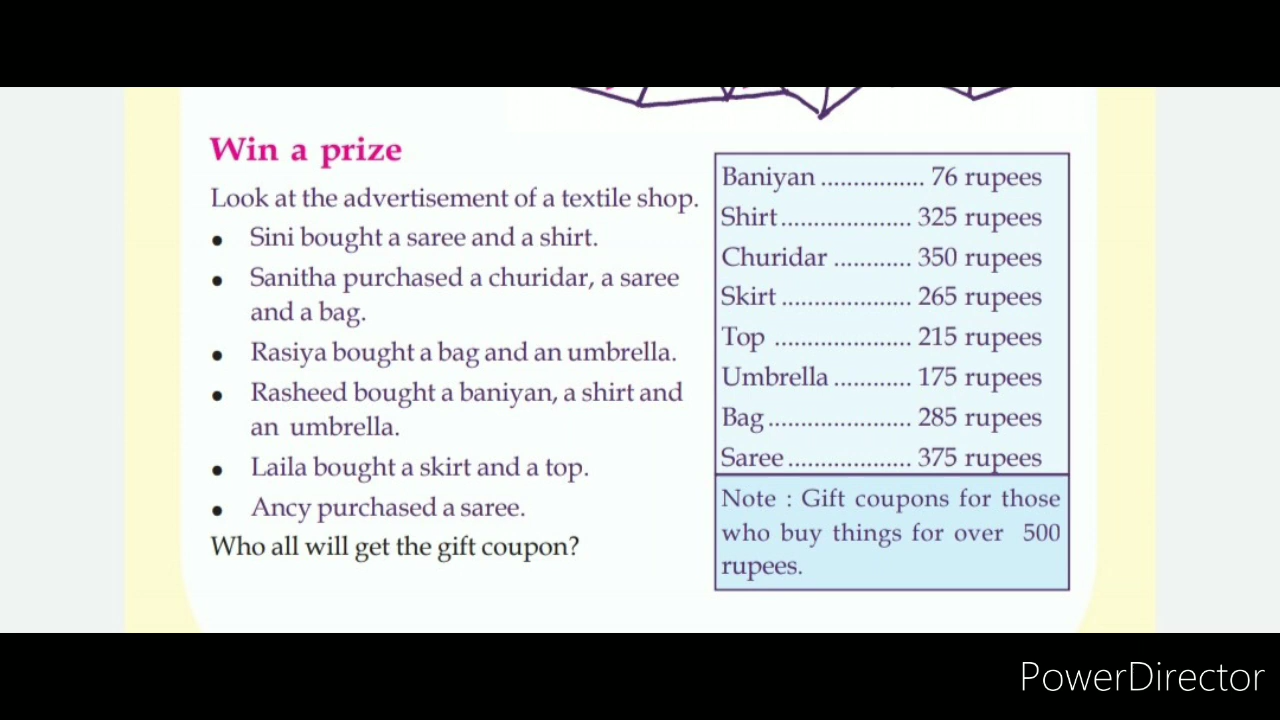 Win a prize
Look at the advertisement of a textile shop.
• Sini bought a saree and a shirt.
• Sanitha purchased a churidar, a saree
and a bag.
• Rasiya bought a bag and an umbrella.
• Rasheed bought a baniyan, a shirt and
an umbrella.
• Laila bought a skirt and a top.
• Ancy purchased a saree.
Who all will get the gift coupon?
Baniyan ................ 76 rupees
Shirt.................... 325 rupees
Churidar ............ 350 rupees
Skirt .................... 265 rupees
Top ..................... 215 rupees
Umbrella ............ 175 rupees
Bag ...................... 285 rupees
Saree ................... 375 rupees
Note : Gift coupons for those
who buy things for over 500
rupees.
PowerDirector